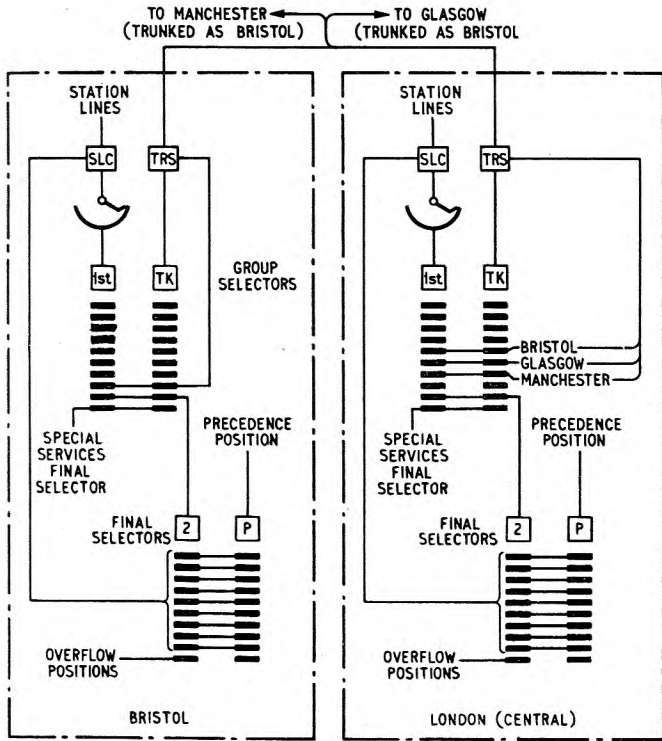 TO MANCHESTER
(TRUNKED AS BRISTOL)
TO GLASGOW
(TRUNKED AS BRISTOL
STATION
LINES
SLC
TRS
1st
TK
GROUP
SELECTORS
SPECIAL
SERVICES
FINAL
SELECTOR
PRECEDENCE
POSITION
FINAL
SELECTORS
2
P
OVERFLOW
POSITIONS
BRISTOL
STATION
LINES
SLC
TRS
1st
TK
BRISTOL
GLASGOW
MANCHESTER
SPECIAL
SERVICES
FINAL
SELECTOR
PRECEDENCE
POSITION
FINAL
SELECTORS
2
P
OVERFLOW
POSITIONS
LONDON (CENTRAL)